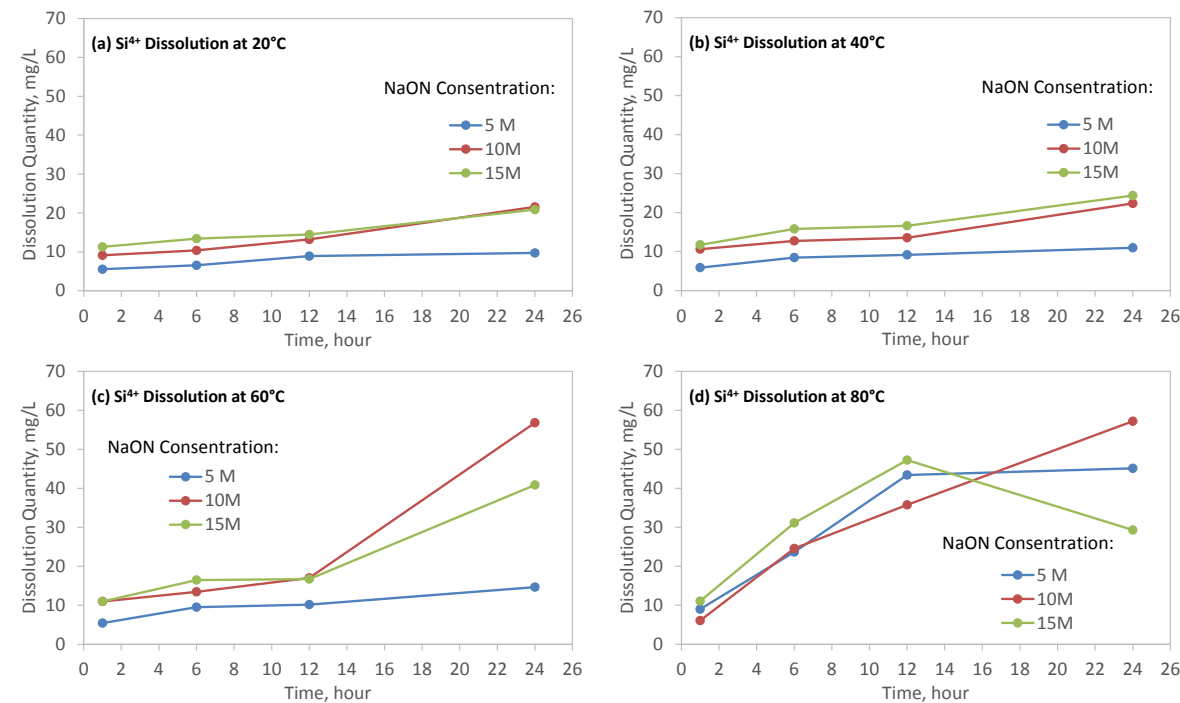 (a) Si⁴⁺ Dissolution at 20°C
Dissolution Quantity, mg/L
70
60
50
40
30
20
10
0
NaON Consentration:
5 M
10M
15M
0 2 4 6 8 10 12 14 16 18 20 22 24 26
Time, hour
(b) Si⁴⁺ Dissolution at 40°C
Dissolution Quantity, mg/L
70
60
50
40
30
20
10
0
NaON Consentration:
5 M
10M
15M
0 2 4 6 8 10 12 14 16 18 20 22 24 26
Time, hour
(c) Si⁴⁺ Dissolution at 60°C
Dissolution Quantity, mg/L
70
60
50
40
30
20
10
0
NaON Consentration:
5 M
10M
15M
0 2 4 6 8 10 12 14 16 18 20 22 24 26
Time, hour
(d) Si⁴⁺ Dissolution at 80°C
Dissolution Quantity, mg/L
70
60
50
40
30
20
10
0
NaON Consentration:
5 M
10M
15M
0 2 4 6 8 10 12 14 16 18 20 22 24 26
Time, hour